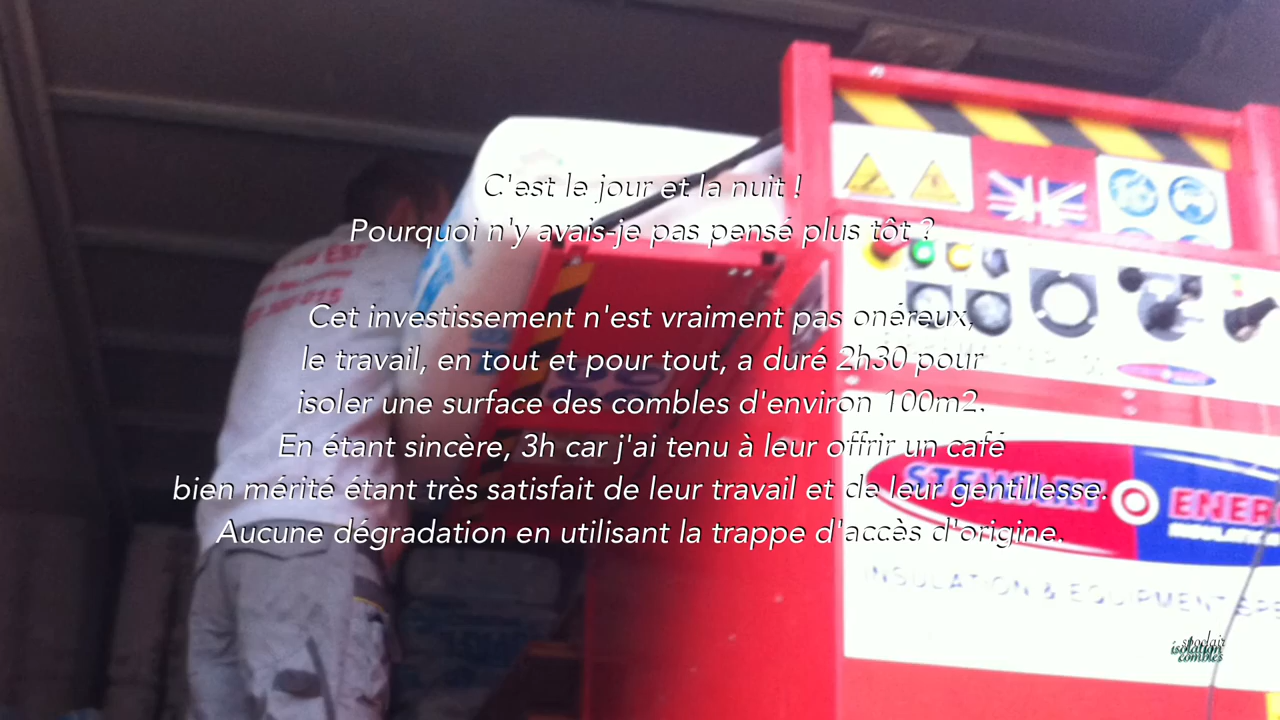 C'est le jour et la nuit !
Pourquoi n'y avais-je pas pensé plus tôt ?
Cet investissement n'est vraiment pas onéreux,
le travail, en tout et pour tout, a duré 2h30 pour
isoler une surface des combles d'environ 100m2.
En étant sincère, 3h car j'ai tenu à leur offrir un café
bien mérité étant très satisfait de leur travail et de leur gentillesse.
Aucune dégradation en utilisant la trappe d'accès d'origine.
EST
STEWART ENER
INSULATION
INSULATION & EQUIPMENT SPE
isolation
combles